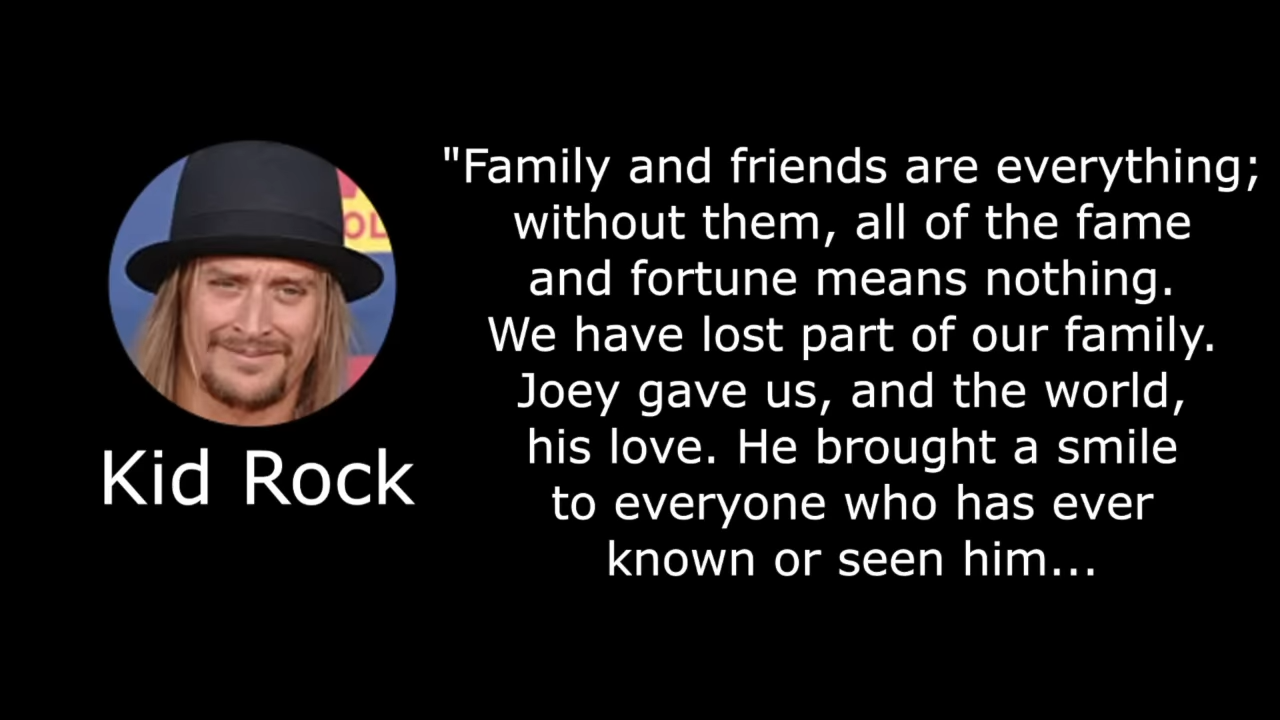 "Family and friends are everything;
without them, all of the fame
and fortune means nothing.
We have lost part of our family.
Joey gave us, and the world,
his love. He brought a smile
to everyone who has ever
known or seen him...
Kid Rock
OL